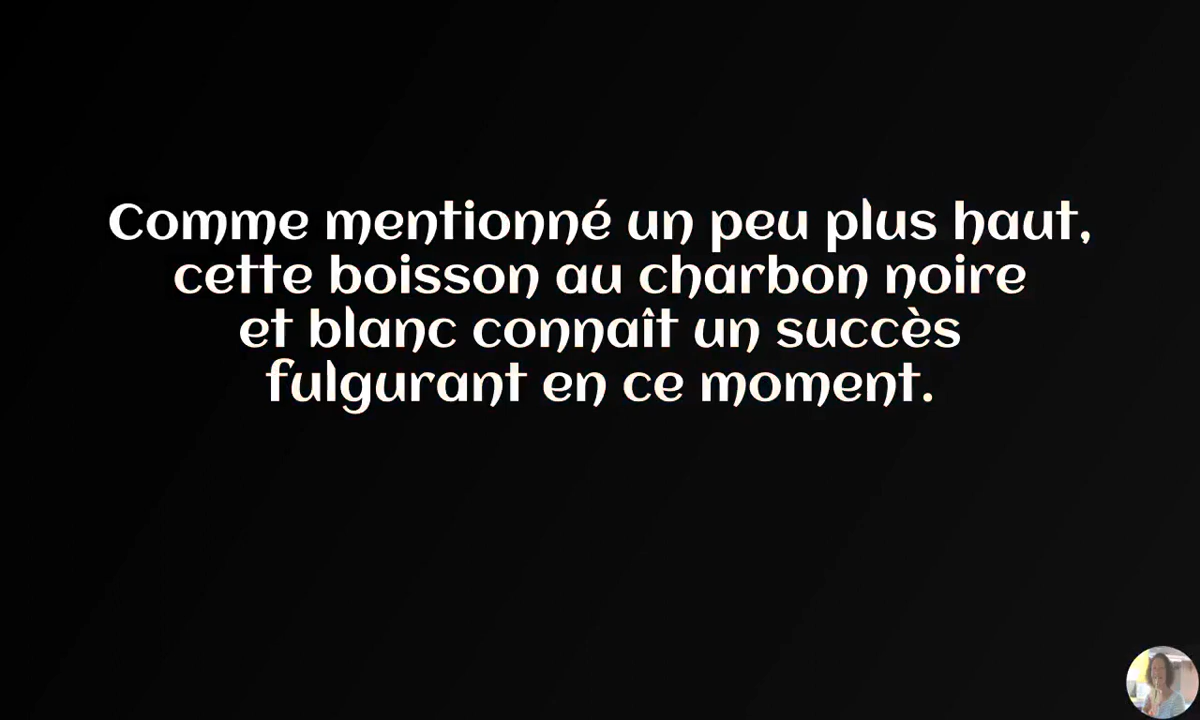 Comme mentionné un peu plus haut,
cette boisson au charbon noire
et blanc connaît un succès
fulgurant en ce moment.